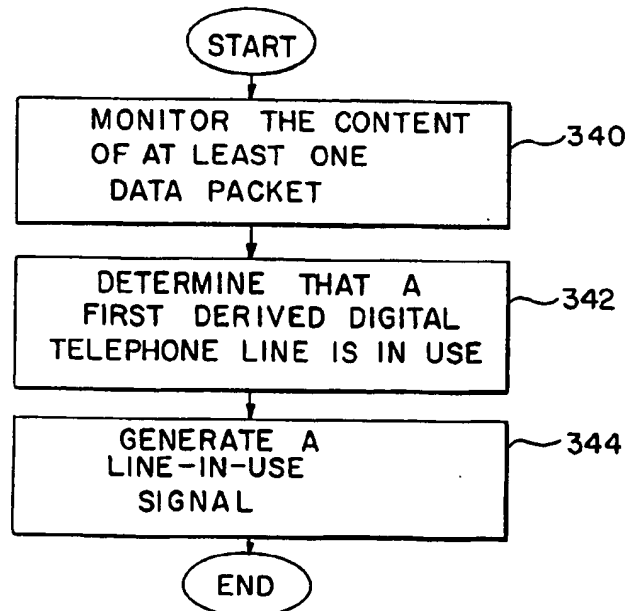 START
MONITOR THE CONTENT
OF AT LEAST ONE
DATA PACKET
340
DETERMINE THAT A
FIRST DERIVED DIGITAL
TELEPHONE LINE IS IN USE
342
GENERATE A
LINE-IN-USE
SIGNAL
344
END